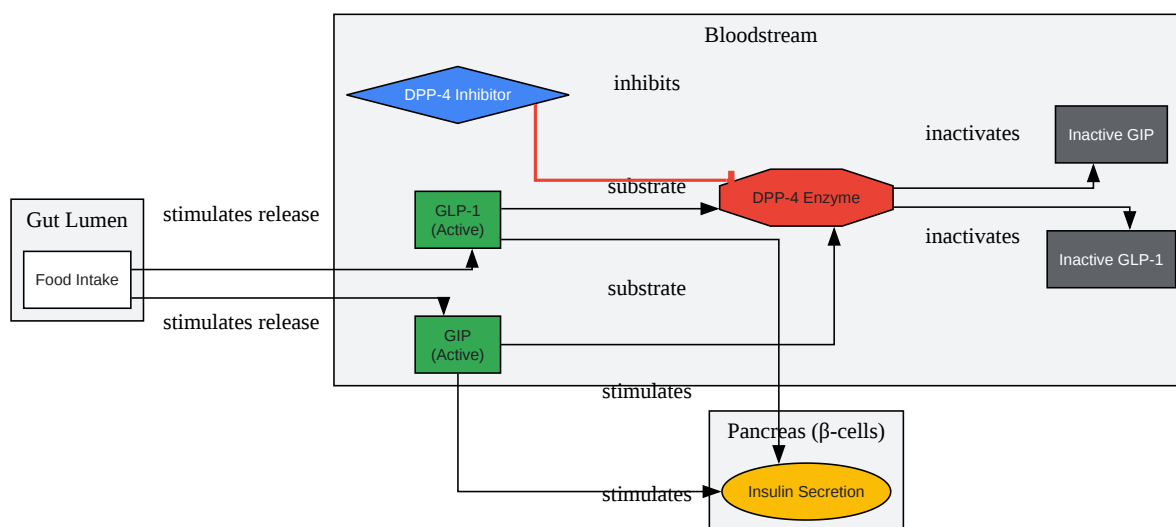 Bloodstream
DPP-4 Inhibitor
inhibits
inactivates
Inactive GIP
substrate
DPP-4 Enzyme
GLP-1
(Active)
stimulates release
Gut Lumen
Food Intake
inactivates
Inactive GLP-1
substrate
stimulates release
GIP
(Active)
stimulates
Pancreas (β-cells)
stimulates
Insulin Secretion